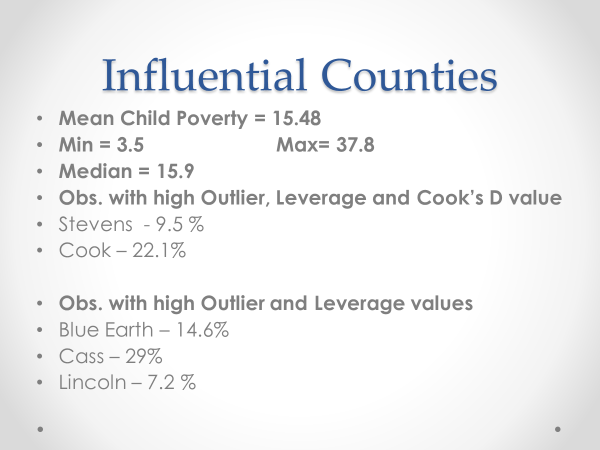 Influential Counties
• Mean Child Poverty = 15.48
• Min = 3.5 Max= 37.8
• Median = 15.9
• Obs. with high Outlier, Leverage and Cook’s D value
• Stevens - 9.5 %
• Cook – 22.1%
• Obs. with high Outlier and Leverage values
• Blue Earth – 14.6%
• Cass – 29%
• Lincoln – 7.2 %